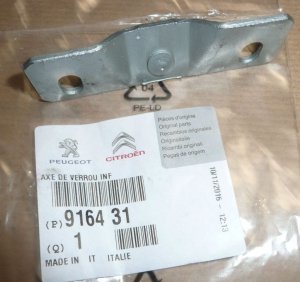 04
PE-LD
PEUGEOT
CITROËN
Pièces d'origine
Original parts
Recambios originales
Originalteile
Ricambi originali
Peças de origem
AXE DE VERROU INF
(P) 9164 31
(Q) 1
MADE IN IT ITALIE